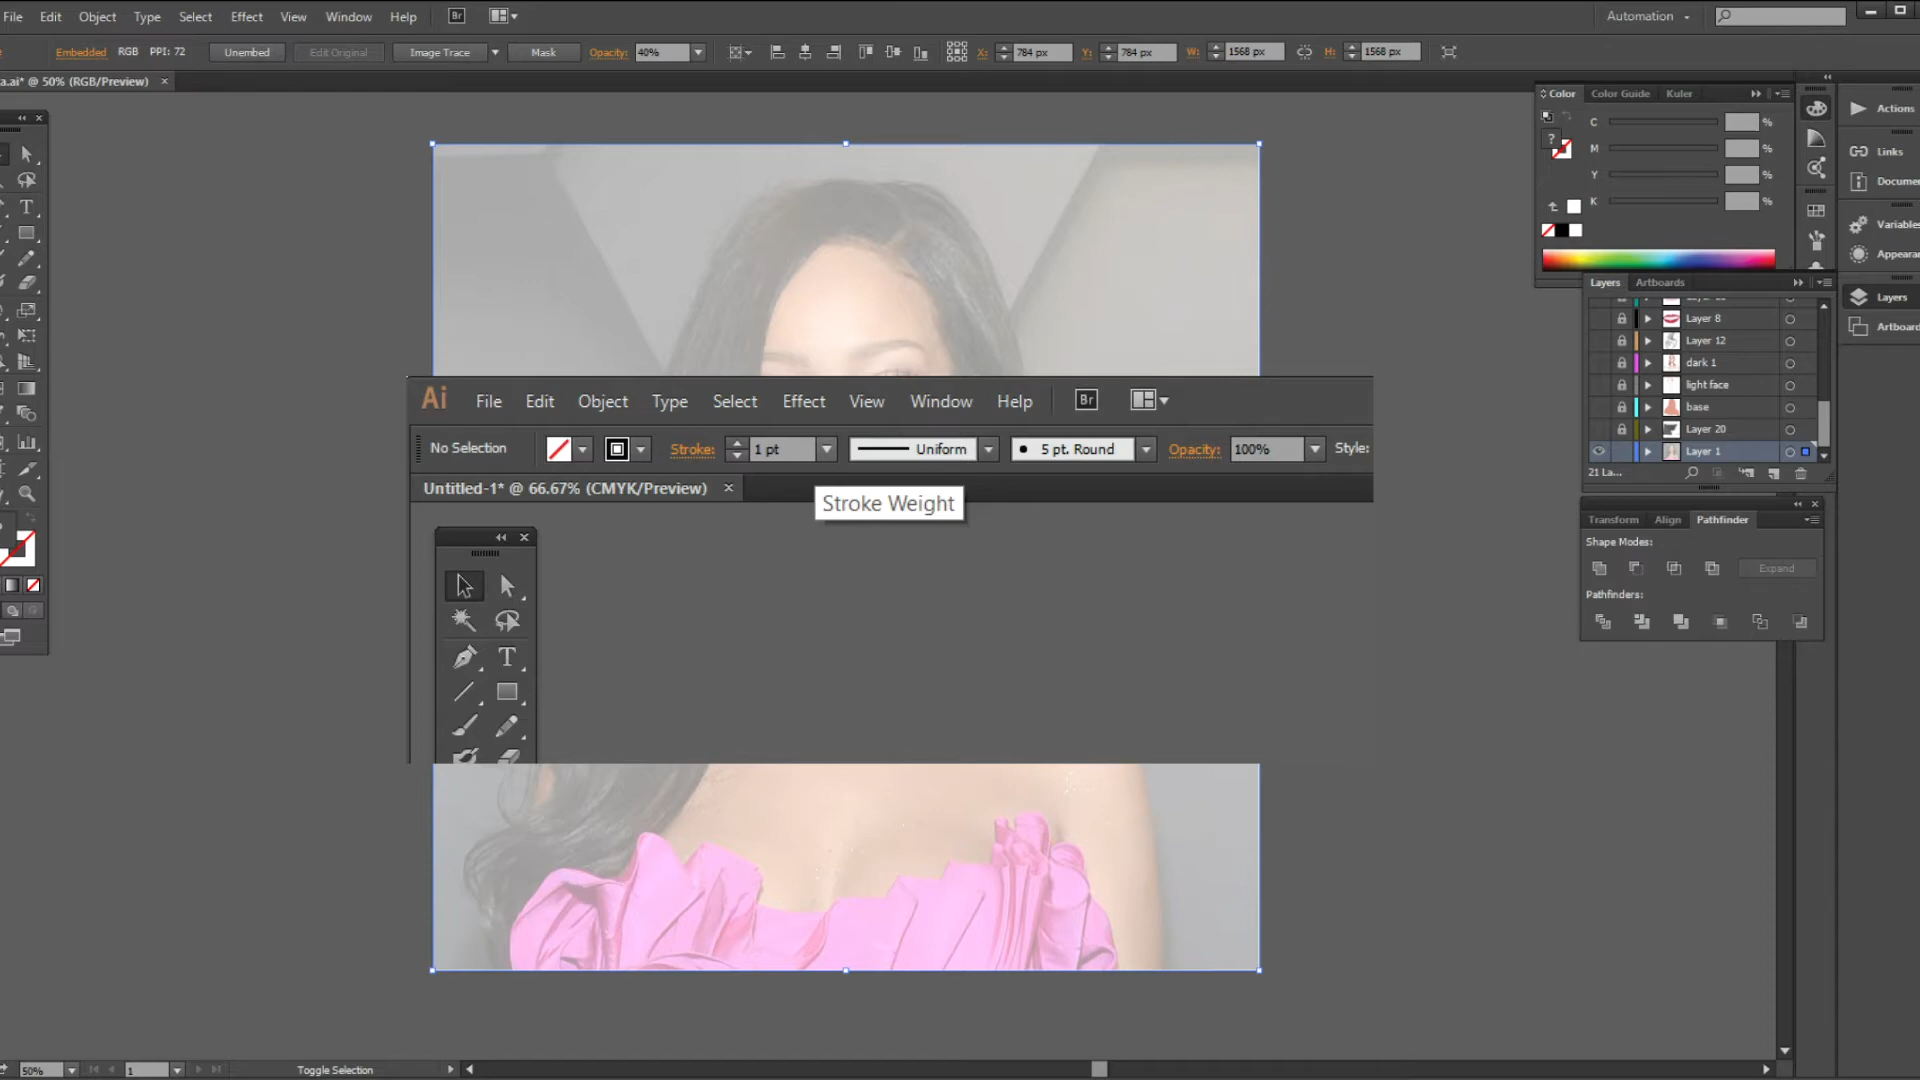 File Edit Object Type Select Effect View Window Help Br Automation
Embedded RGB PPI: 72 Unembed Edit Original Image Trace Mask Opacity: 40% X: 784 px Y: 784 px W: 1568 px H: 1568 px
a.ai* @ 50% (RGB/Preview) ×
Color Color Guide Kuler
C %
M %
Y %
K %
?
Actions
Links
Docume
Variables
Appeara
Layers
Artboard
Layers Artboards
Layer 8
Layer 12
dark 1
light face
base
Layer 20
Layer 1
21 La...
Transform Align Pathfinder
Shape Modes:
Expand
Pathfinders:
Ai File Edit Object Type Select Effect View Window Help Br
No Selection Stroke: 1 pt Uniform 5 pt. Round Opacity: 100% Style:
Untitled-1* @ 66.67% (CMYK/Preview) ×
Stroke Weight
50% 1 Toggle Selection